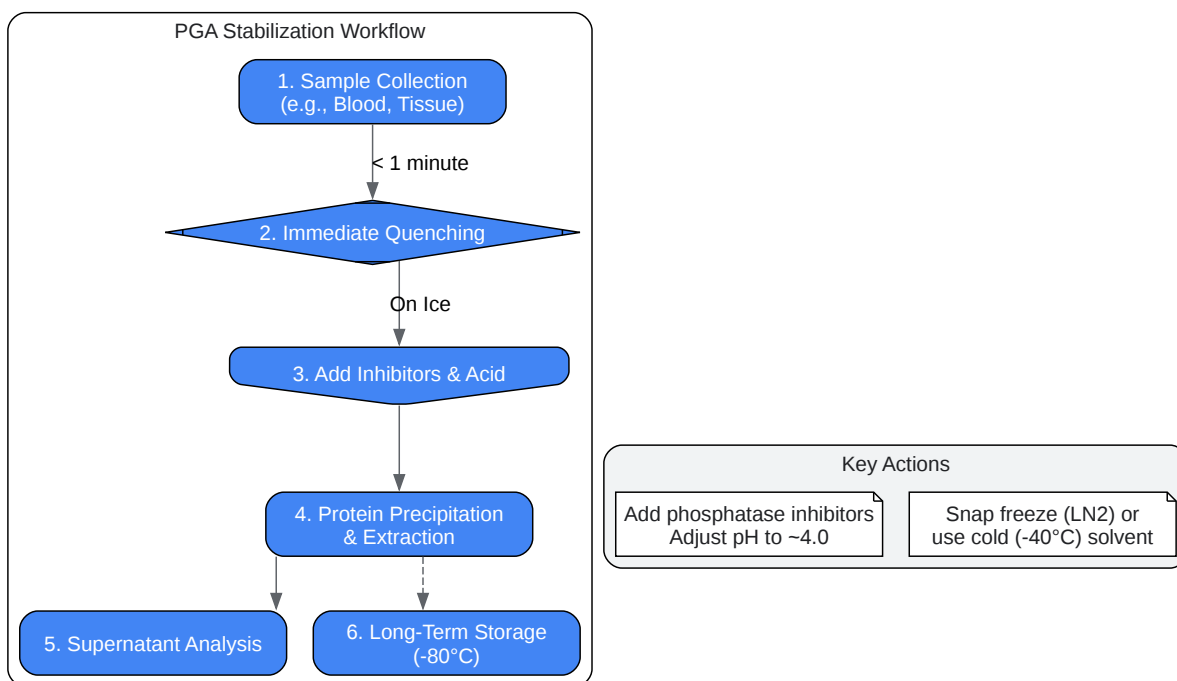 PGA Stabilization Workflow
1. Sample Collection
(e.g., Blood, Tissue)
< 1 minute
2. Immediate Quenching
On Ice
3. Add Inhibitors & Acid
4. Protein Precipitation
& Extraction
5. Supernatant Analysis
6. Long-Term Storage
(-80°C)
Key Actions
Add phosphatase inhibitors
Adjust pH to ~4.0
Snap freeze (LN2) or
use cold (-40°C) solvent